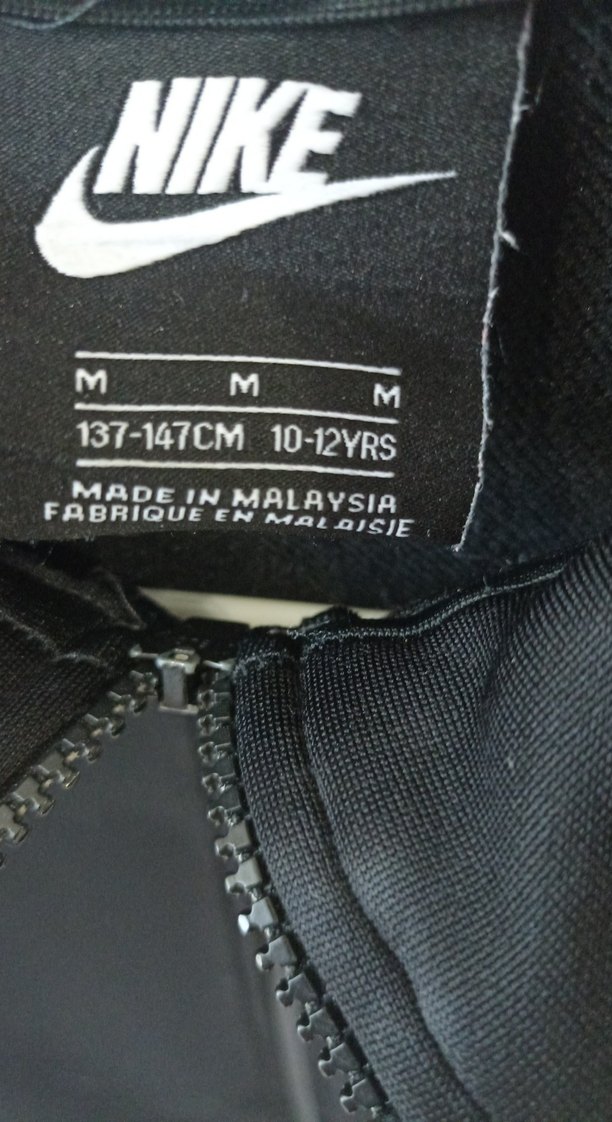 NIKE
M M M
137-147CM 10-12YRS
MADE IN MALAYSIA
FABRIQUE EN MALAISIE